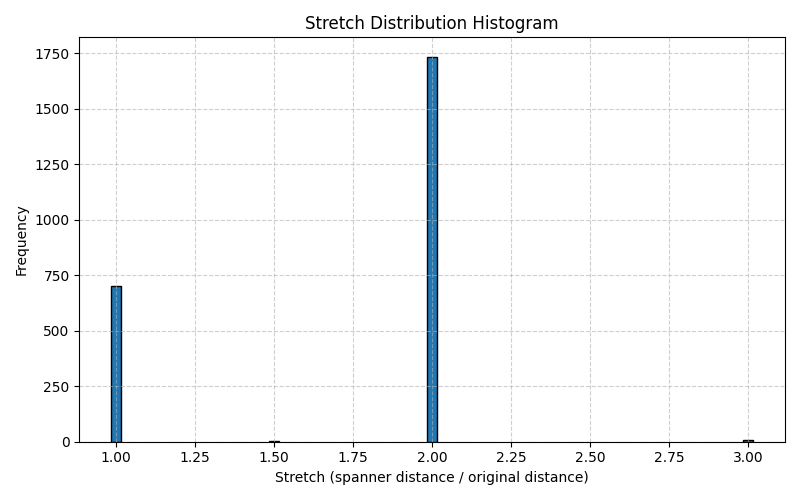 Stretch Distribution Histogram
1750
1500
1250
1000
750
500
250
0
Frequency
1.00 1.25 1.50 1.75 2.00 2.25 2.50 2.75 3.00
Stretch (spanner distance / original distance)